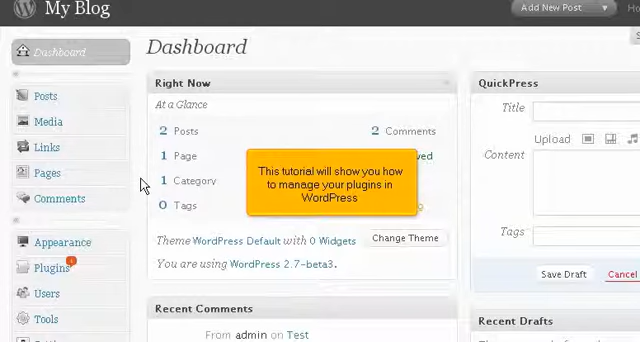 My Blog
Add New Post
Dashboard
Dashboard
Posts
Media
Links
Pages
Comments
Appearance
Plugins
Users
Tools
Right Now
At a Glance
2 Posts
2 Comments
1 Page
1 Category
0 Tags
This tutorial will show you how
to manage your plugins in
WordPress
Theme WordPress Default with 0 Widgets
Change Theme
You are using WordPress 2.7-beta3.
Recent Comments
From admin on Test
QuickPress
Title
Upload
Content
Tags
Save Draft
Cancel
Recent Drafts